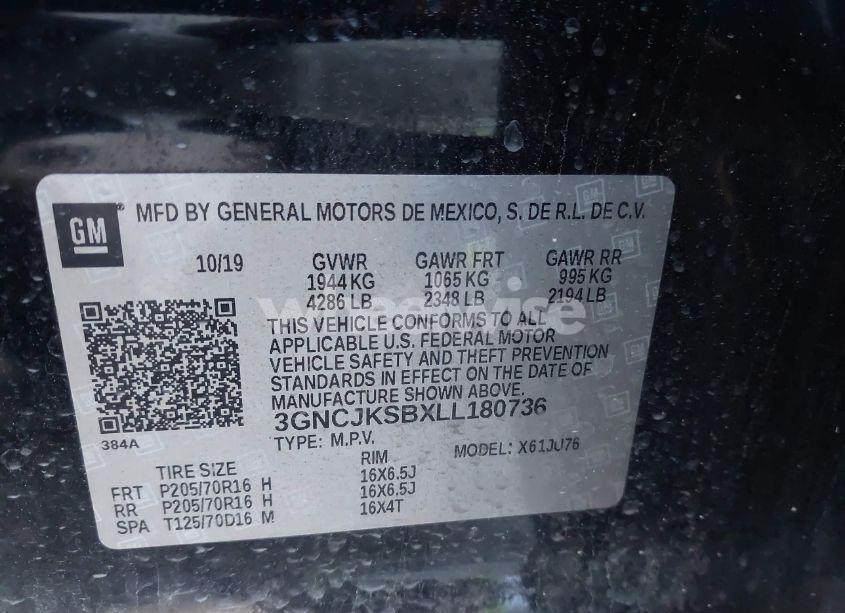 GM
MFD BY GENERAL MOTORS DE MEXICO, S. DE R.L. DE C.V.
10/19 GVWR GAWR FRT GAWR RR
1944 KG 1065 KG 995 KG
4286 LB 2348 LB 2194 LB
THIS VEHICLE CONFORMS TO ALL
APPLICABLE U.S. FEDERAL MOTOR
VEHICLE SAFETY AND THEFT PREVENTION
STANDARDS IN EFFECT ON THE DATE OF
MANUFACTURE SHOWN ABOVE.
3GNCJKSBXLL180736
384A
TYPE: M.P.V. MODEL: X61JU76
TIRE SIZE RIM
FRT P205/70R16 H 16X6.5J
RR P205/70R16 H 16X6.5J
SPA T125/70D16 M 16X4T